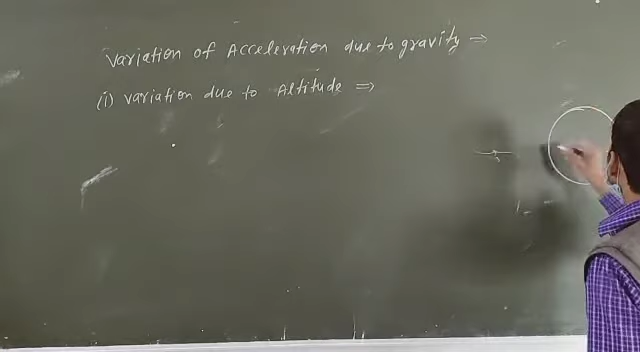 Variation of Acceleration due to gravity ⇒
(i) variation due to Altitude ⇒